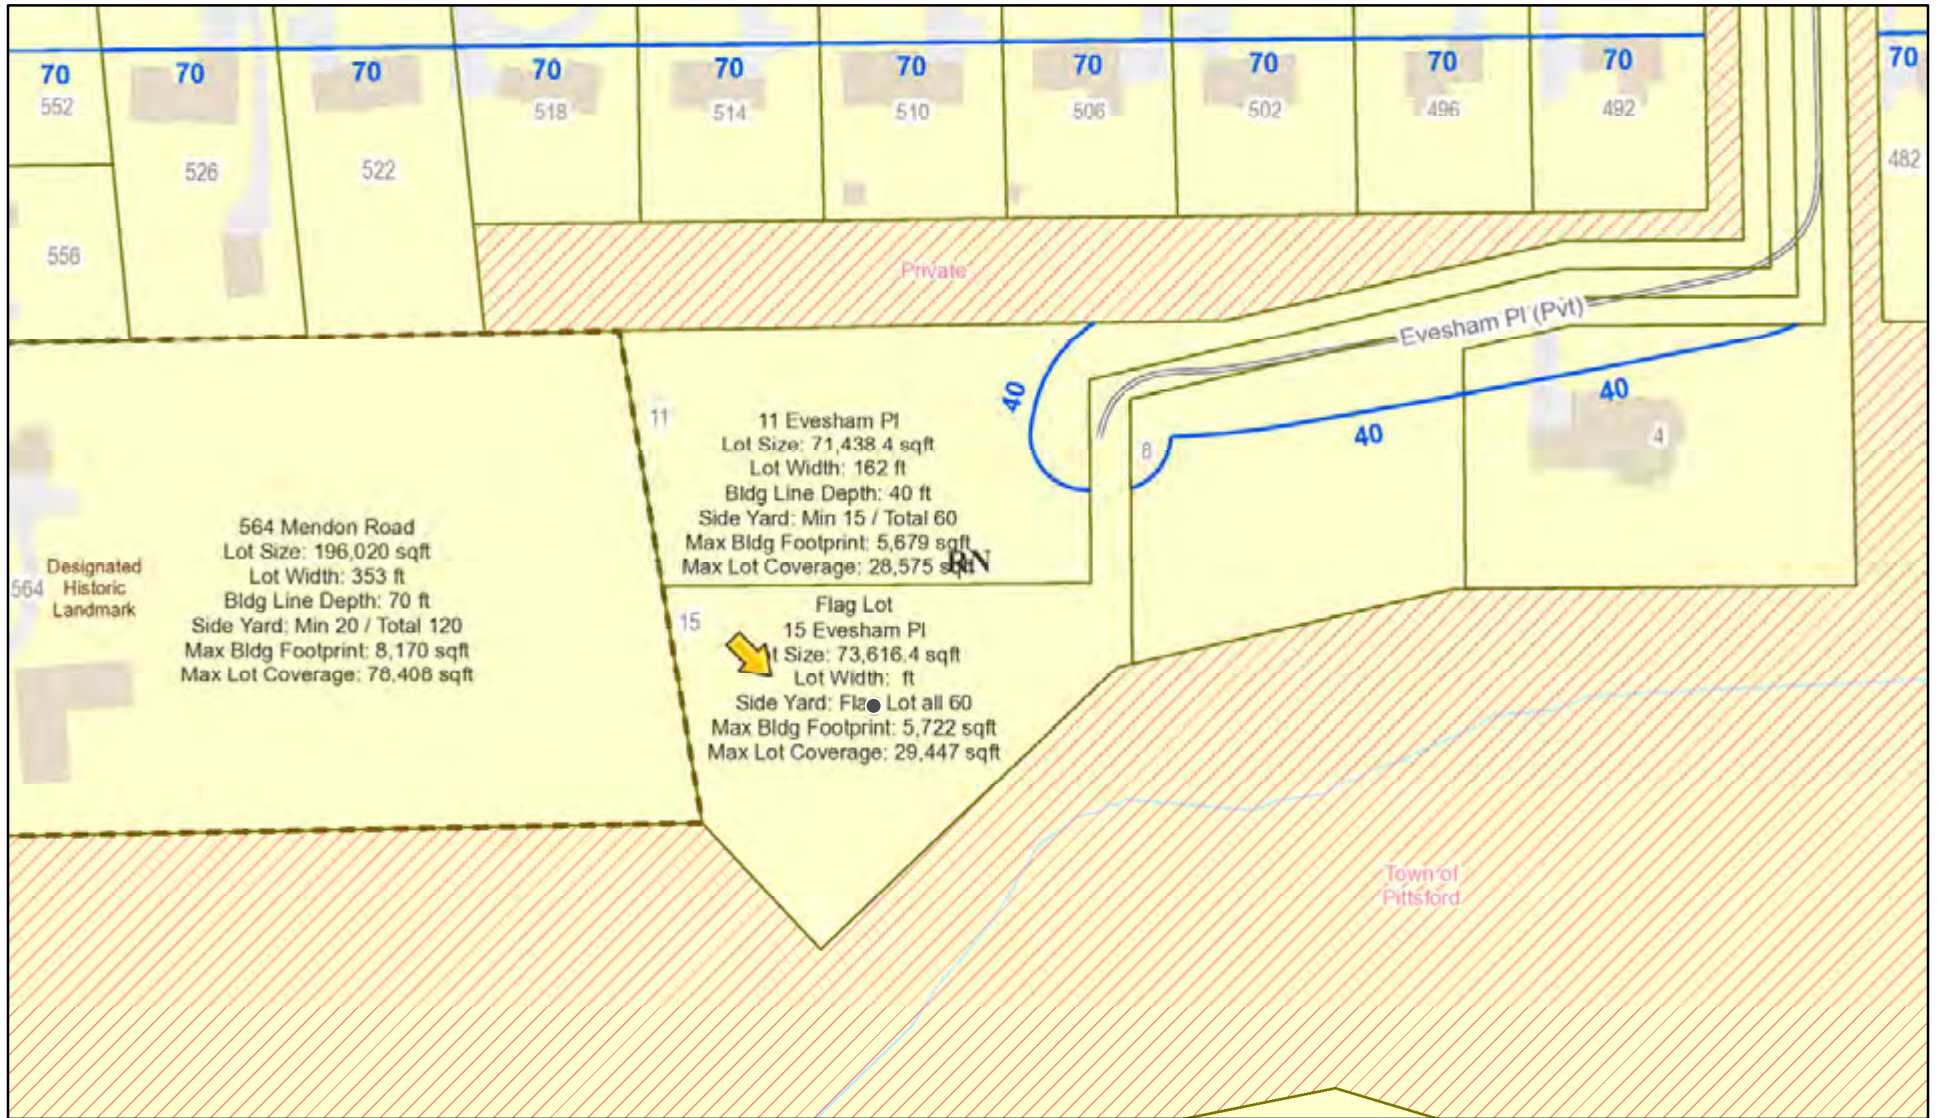 70
70
70
70
70
70
70
70
70
70
70
552
526
522
518
514
510
506
502
496
492
482
556
Private
Evesham Pl (Pvt)
40
40
40
11
8
4
11 Evesham Pl
Lot Size: 71,438.4 sqft
Lot Width: 162 ft
Bldg Line Depth: 40 ft
Side Yard: Min 15 / Total 60
Max Bldg Footprint: 5,679 sqft
Max Lot Coverage: 28,575 sqft
RN
564 Mendon Road
Lot Size: 196,020 sqft
Lot Width: 353 ft
Bldg Line Depth: 70 ft
Side Yard: Min 20 / Total 120
Max Bldg Footprint: 8,170 sqft
Max Lot Coverage: 78,408 sqft
564
Designated
Historic
Landmark
15
Flag Lot
15 Evesham Pl
t Size: 73,616.4 sqft
Lot Width: ft
Side Yard: Fla Lot all 60
Max Bldg Footprint: 5,722 sqft
Max Lot Coverage: 29,447 sqft
Town of
Pittsford